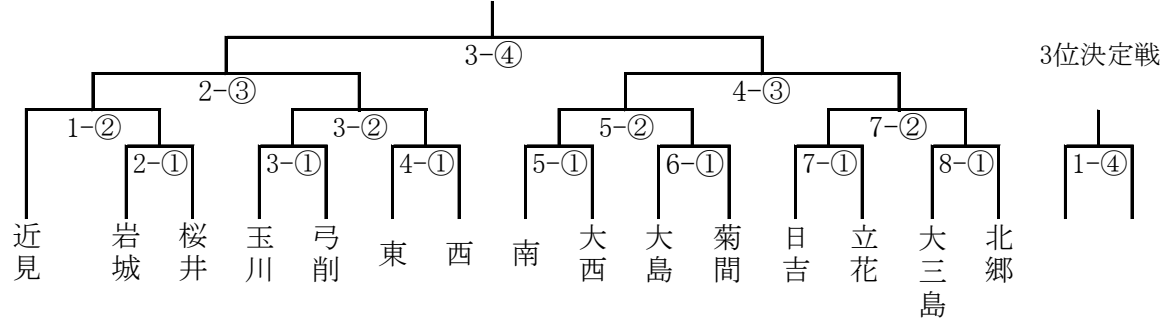 3-④
3位決定戦
2-③
4-③
1-②
3-②
5-②
7-②
2-①
3-①
4-①
5-①
6-①
7-①
8-①
1-④
近見
岩城
桜井
玉川
弓削
東
西
南
大西
大島
菊間
日吉
立花
大三島
北郷